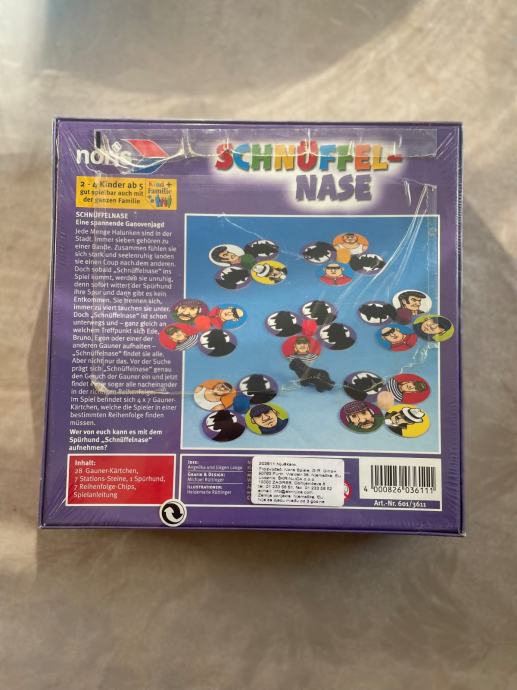 noris
SCHNÜFFEL-
NASE
2 - 4 Kinder ab 5
gut spielbar auch mit
der ganzen Familie
Kind +
Familie
SCHNÜFFELNASE
Eine spannende Ganovenjagd
Jede Menge Halunken sind in der
Stadt. Immer sieben gehören zu
einer Bande. Zusammen fühlen sie
sich stark und seelenruhig landen
sie einen Coup nach dem anderen.
Doch sobald „Schnüffelnase" ins
Spiel kommt, werden sie unruhig,
denn sofort wittert der Spürhund
ihre Spur und dann gibt es kein
Entkommen. Sie trennen sich,
immer zu viert tauchen sie unter.
Doch „Schnüffelnase" ist schon
unterwegs und – ganz gleich an
welchem Treffpunkt sich Ede,
Bruno, Egon oder einer der
anderen Gauner aufhalten –
„Schnüffelnase" findet sie alle.
Aber nicht nur das. Vor der Suche
prägt sich „Schnüffelnase" genau
den Geruch der Gauner ein und jetzt
findet er sie sogar alle nacheinander
in der richtigen Reihenfolge.
Im Spiel befinden sich 4 x 7 Gauner-
Kärtchen, welche die Spieler in einer
bestimmten Reihenfolge finden
müssen.
Wer von euch kann es mit dem
Spürhund „Schnüffelnase"
aufnehmen?
Inhalt:
28 Gauner-Kärtchen,
7 Stations-Steine, 1 Spürhund,
7 Reihenfolge-Chips,
Spielanleitung
Idee:
Angelika und Jürgen Lange
Grafik & Design:
Michael Rüttinger
Illustrationen:
Heidemarie Rüttinger
10000 ZAGREB
4 000826 036111
Art.-Nr. 601/3611